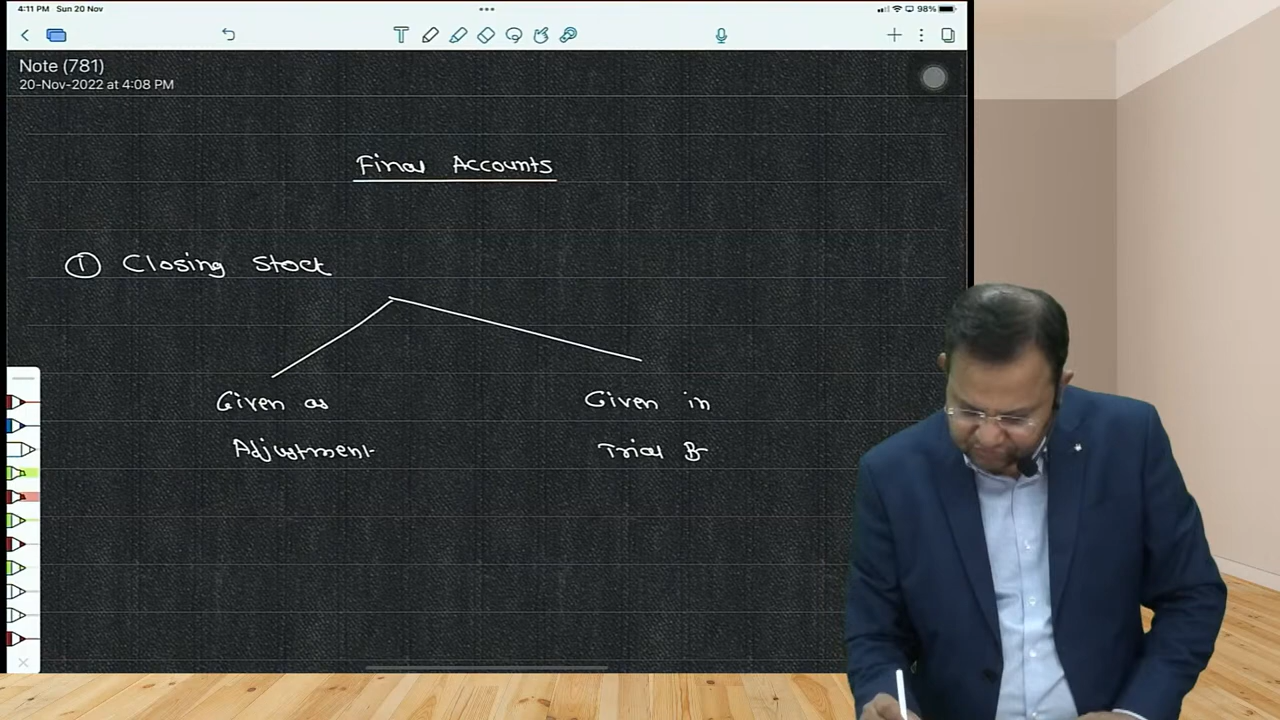 4:11 PM Sun 20 Nov
98%
Note (781)
20-Nov-2022 at 4:08 PM
Final Accounts
① Closing Stock
Given as
Given in
Adjustment
Trial B